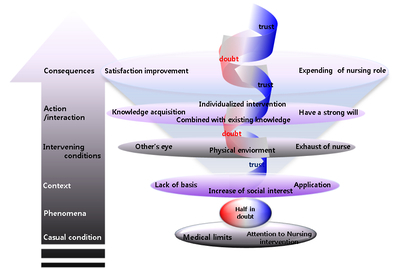 trust
doubt
Consequences
Satisfaction improvement
Expending of nursing role
trust
Individualized intervention
Action
/interaction
Knowledge acquisition
Have a strong will
Combined with existing knowledge
doubt
Intervening
conditions
Other's eye
Physical enviorment
Exhaust of nurse
trust
Context
Lack of basis
Application
Increase of social interest
Phenomena
Half in
doubt
Casual condition
Medical limits
Attention to Nursing
intervention